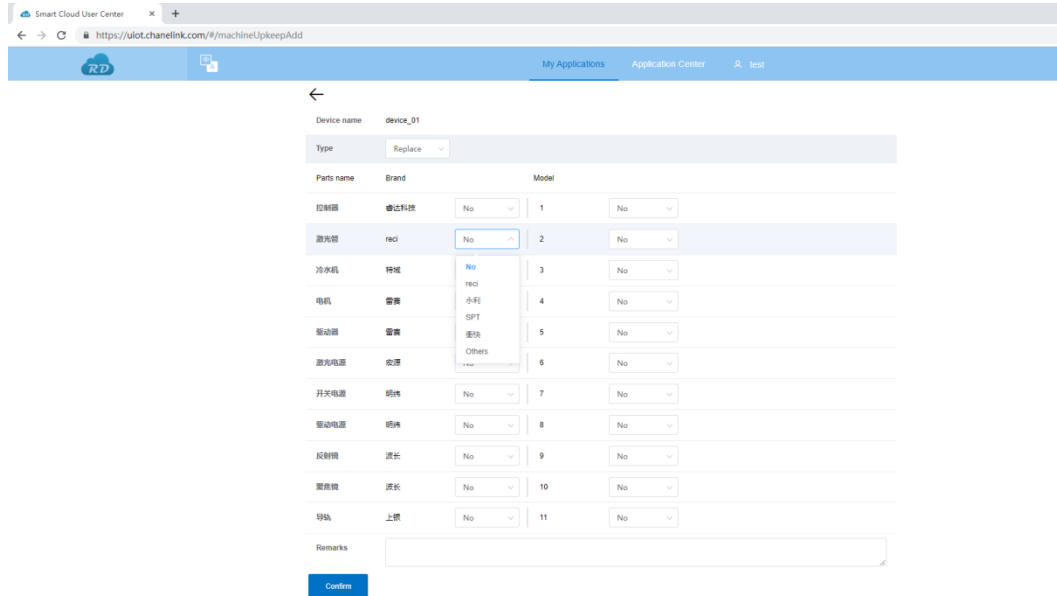 Smart Cloud User Center
https://uiot.chanelink.com/#/machineUpkeepAdd
RD
My Applications Application Center test
Device name device_01
Type Replace
Parts name Brand Model
控制器 睿达科技 No 1 No
激光管 reci No 2 No
No
reci
永利
SPT
Others
冷水机 特域 3 No
电机 雷赛 4 No
驱动器 雷赛 5 No
激光电源 宏源 No 6 No
开关电源 明纬 No 7 No
驱动电源 明纬 No 8 No
反射镜 波长 No 9 No
聚焦镜 波长 No 10 No
导轨 上银 No 11 No
Remarks
Confirm